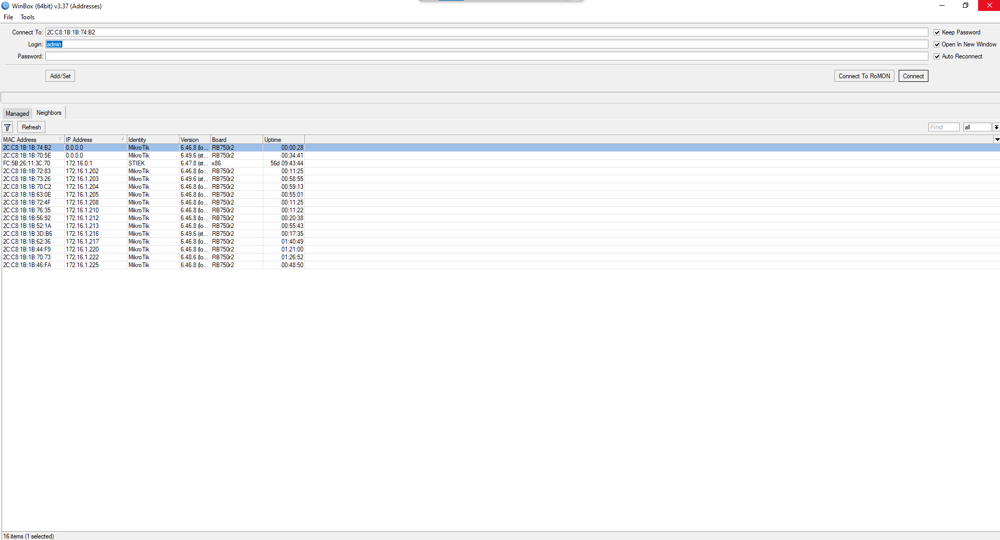 WinBox (64bit) v3.37 (Addresses)
File Tools
Connect To: 2C:C8:1B:1B:74:B2 Keep Password
Login: admin Open In New Window
Password: Auto Reconnect
Add/Set Connect To RoMON Connect
Managed Neighbors
Refresh Find all
MAC Address IP Address Identity Version Board Uptime
2C:C8:1B:1B:74:B2 0.0.0.0 MikroTik 6.46.8 (lo... RB750r2 00:00:28
2C:C8:1B:1B:70:5E 0.0.0.0 MikroTik 6.49.6 (st... RB750r2 00:34:41
FC:5B:26:11:3C:70 172.16.0.1 STIEK 6.47.8 (st... x86 56d 09:43:44
2C:C8:1B:1B:72:83 172.16.1.202 MikroTik 6.46.8 (lo... RB750r2 00:11:25
2C:C8:1B:1B:73:26 172.16.1.203 MikroTik 6.49.6 (st... RB750r2 00:58:55
2C:C8:1B:1B:70:C2 172.16.1.204 MikroTik 6.46.8 (lo... RB750r2 00:59:13
2C:C8:1B:1B:63:0E 172.16.1.205 MikroTik 6.46.8 (lo... RB750r2 00:55:01
2C:C8:1B:1B:72:4F 172.16.1.208 MikroTik 6.46.8 (lo... RB750r2 00:11:25
2C:C8:1B:1B:76:35 172.16.1.210 MikroTik 6.46.8 (lo... RB750r2 00:11:22
2C:C8:1B:1B:56:92 172.16.1.212 MikroTik 6.46.8 (lo... RB750r2 00:20:38
2C:C8:1B:1B:52:1A 172.16.1.213 MikroTik 6.46.8 (lo... RB750r2 00:55:43
2C:C8:1B:1B:3D:B6 172.16.1.216 MikroTik 6.49.6 (st... RB750r2 00:17:35
2C:C8:1B:1B:62:36 172.16.1.217 MikroTik 6.46.8 (lo... RB750r2 01:40:49
2C:C8:1B:1B:44:F9 172.16.1.220 MikroTik 6.46.8 (lo... RB750r2 01:21:00
2C:C8:1B:1B:70:73 172.16.1.222 MikroTik 6.48.6 (lo... RB750r2 01:26:52
2C:C8:1B:1B:46:FA 172.16.1.225 MikroTik 6.46.8 (lo... RB750r2 00:48:50
16 items (1 selected)